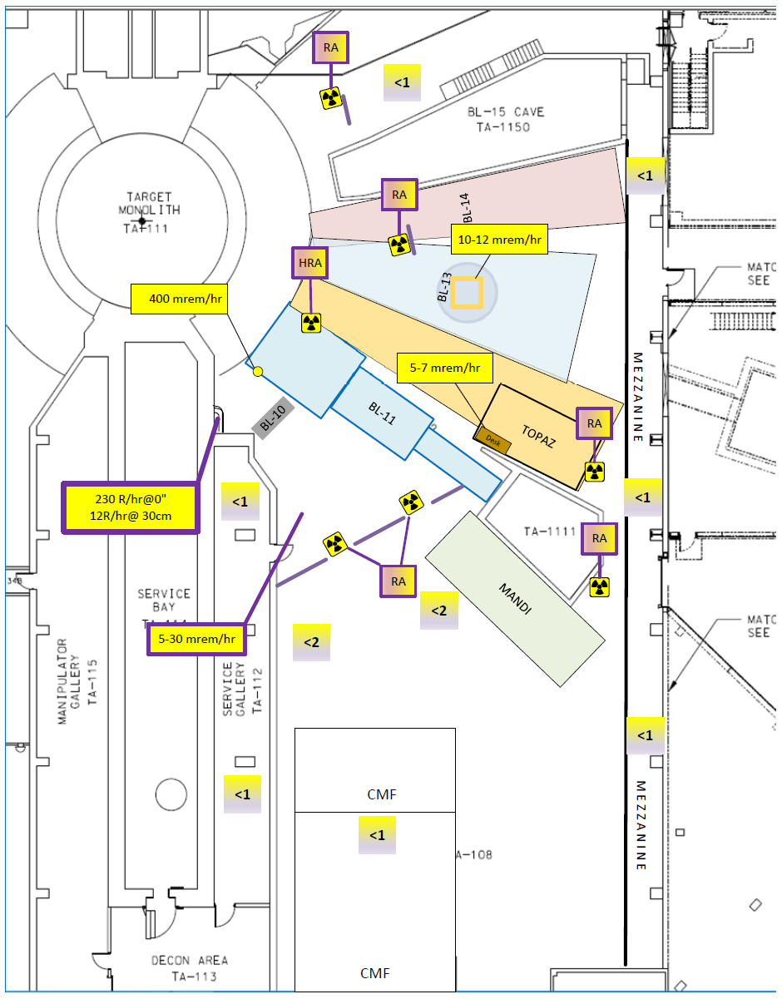 RA
<1
BL-15 CAVE
TA-1150
<1
TARGET
MONOLITH
TA-111
RA
BL-14
10-12 mrem/hr
HRA
BL-13
MATC
SEE
400 mrem/hr
5-7 mrem/hr
MEZZANINE
BL-10
BL-11
TOPAZ
Desk
RA
230 R/hr@0"
12R/hr@ 30cm
<1
<1
TA-1111
RA
RA
34B
SERVICE
BAY
MANDI
<2
<2
5-30 mrem/hr
MATC
SEE
MANIPULATOR
GALLERY
TA-115
SERVICE
GALLERY
TA-112
<1
<1
CMF
MEZZANINE
<1
A-108
DECON AREA
TA-113
CMF